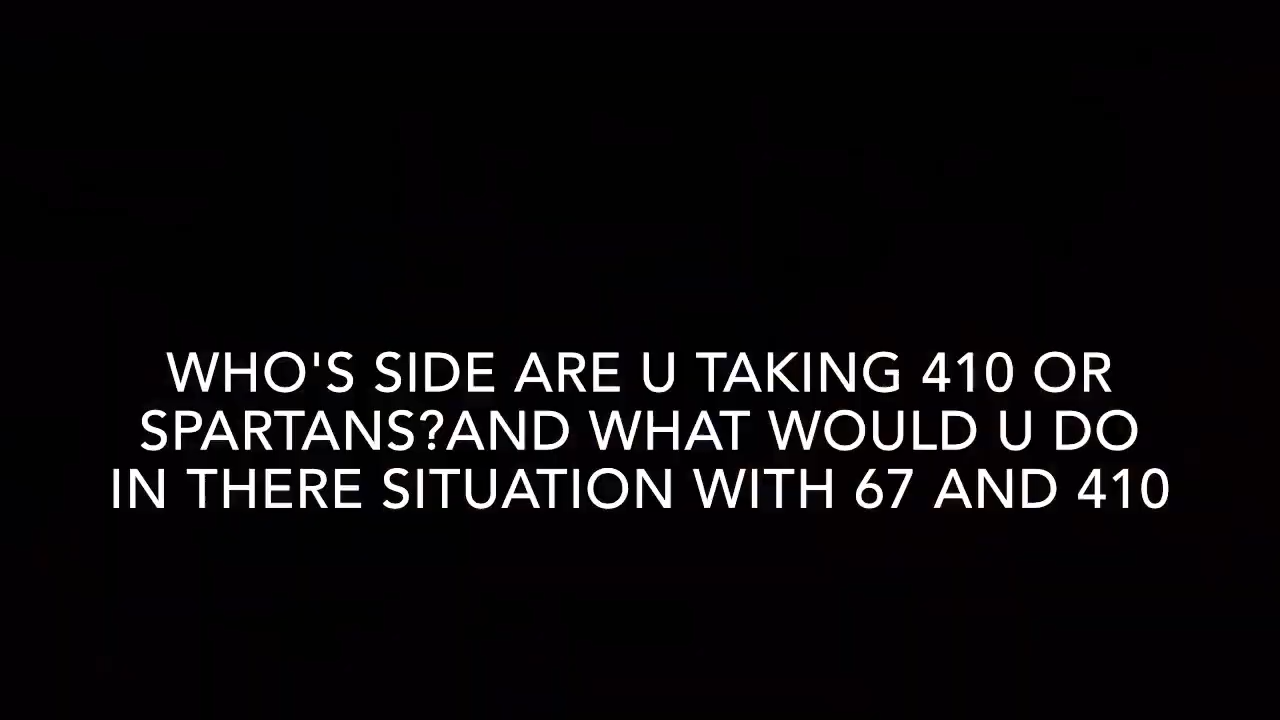 WHO'S SIDE ARE U TAKING 410 OR
SPARTANS?AND WHAT WOULD U DO
IN THERE SITUATION WITH 67 AND 410